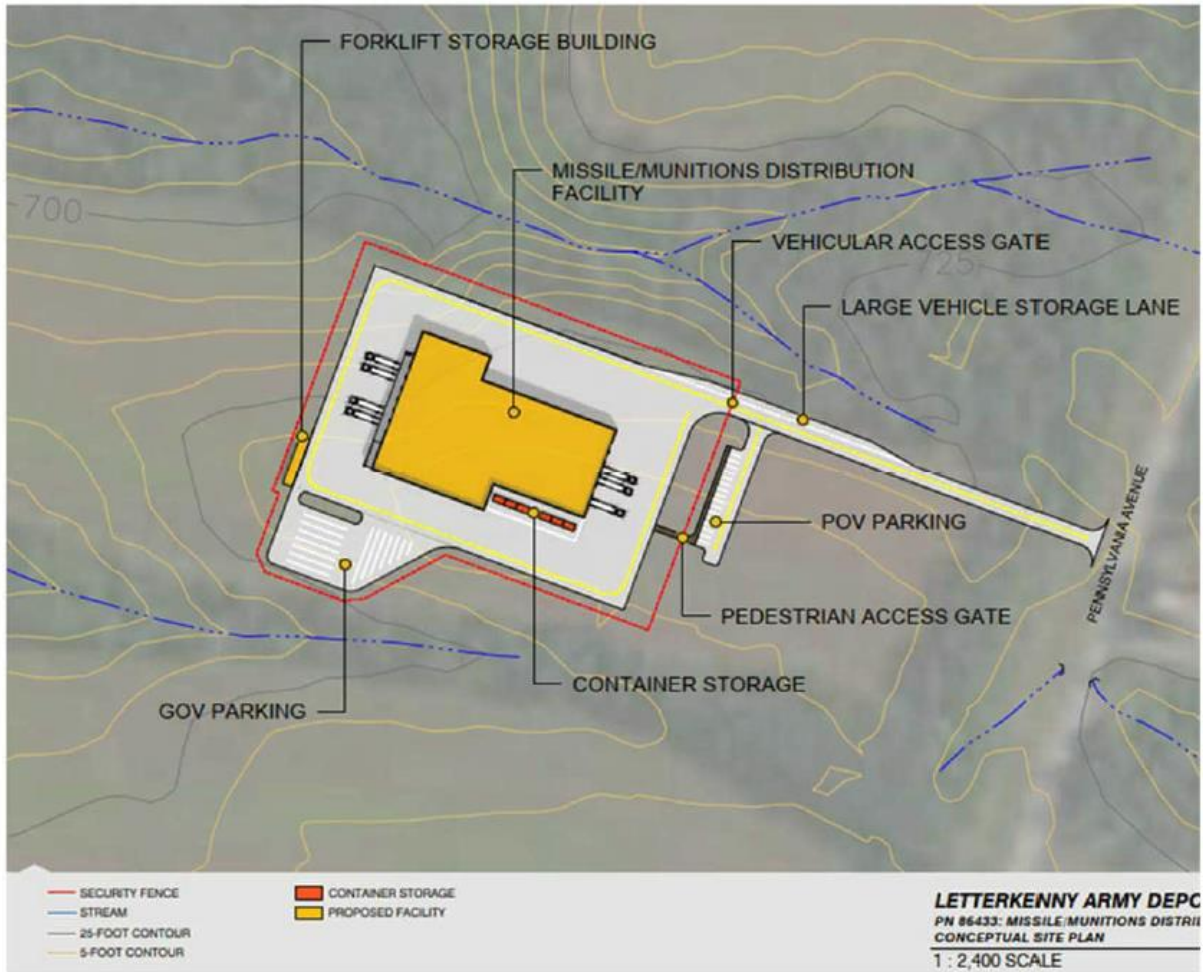 FORKLIFT STORAGE BUILDING
MISSILE/MUNITIONS DISTRIBUTION
FACILITY
700
VEHICULAR ACCESS GATE
725
LARGE VEHICLE STORAGE LANE
POV PARKING
PENNSYLVANIA AVENUE
PEDESTRIAN ACCESS GATE
CONTAINER STORAGE
GOV PARKING
SECURITY FENCE
STREAM
25-FOOT CONTOUR
5-FOOT CONTOUR
CONTAINER STORAGE
PROPOSED FACILITY
LETTERKENNY ARMY DEPO
PN 86433: MISSILE/MUNITIONS DISTRI
CONCEPTUAL SITE PLAN
1 : 2,400 SCALE